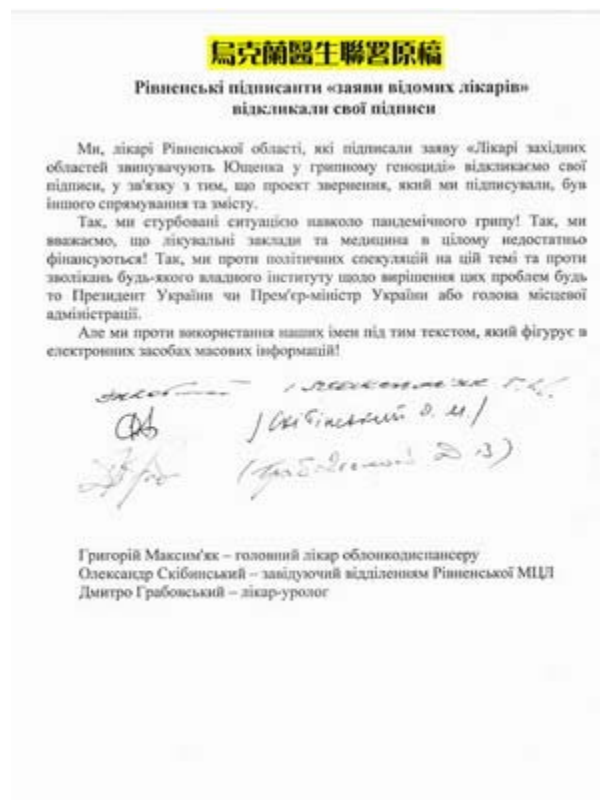 烏克蘭醫生聯署原稿
Рівненські підписанти «заяви відомих лікарів»
відкликали свої підписи
Ми, лікарі Рівненської області, які підписали заяву «Лікарі західних
областей звинувачують Ющенка у грипному геноциді» відкликаємо свої
підписи, у зв'язку з тим, що проект звернення, який ми підписували, був
іншого спрямування та змісту.
Так, ми стурбовані ситуацією навколо пандемічного грипу! Так, ми
вважаємо, що лікувальні заклади та медицина в цілому недостатньо
фінансуються! Так, ми проти політичних спекуляцій на цій темі та проти
зволікань будь-якого владного інституту щодо вирішення цих проблем будь
то Президент України чи Прем'єр-міністр України або голова місцевої
адміністрації.
Але ми проти використання наших імен під тим текстом, який фігурує в
електронних засобах масових інформацій!
/Скібінський О. М./
Григорій Максим'як – головний лікар облонкодиспансеру
Олександр Скібинський – завідуючий відділенням Рівненської МЦЛ
Дмитро Грабовський – лікар-уролог